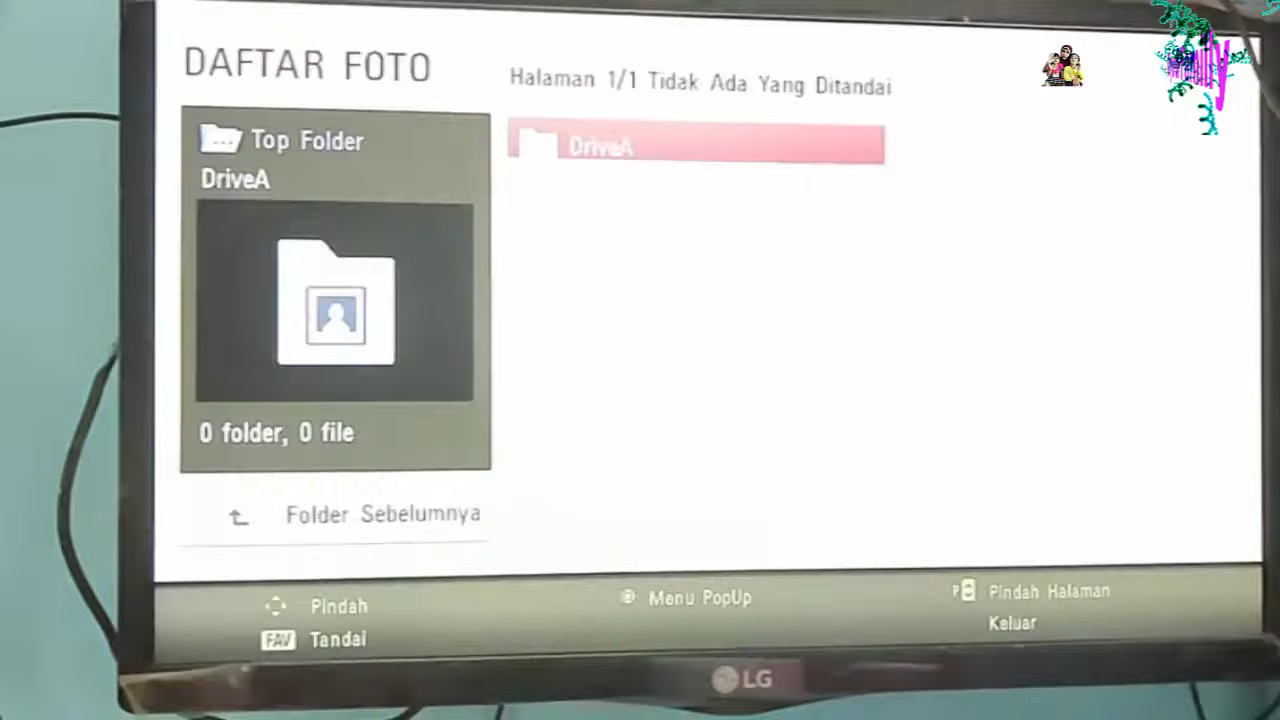 DAFTAR FOTO
Halaman 1/1 Tidak Ada Yang Ditandai
Top Folder
DriveA
DriveA
0 folder, 0 file
Folder Sebelumnya
Pindah
Menu PopUp
P Pindah Halaman
FAV Tandai
Keluar
LG